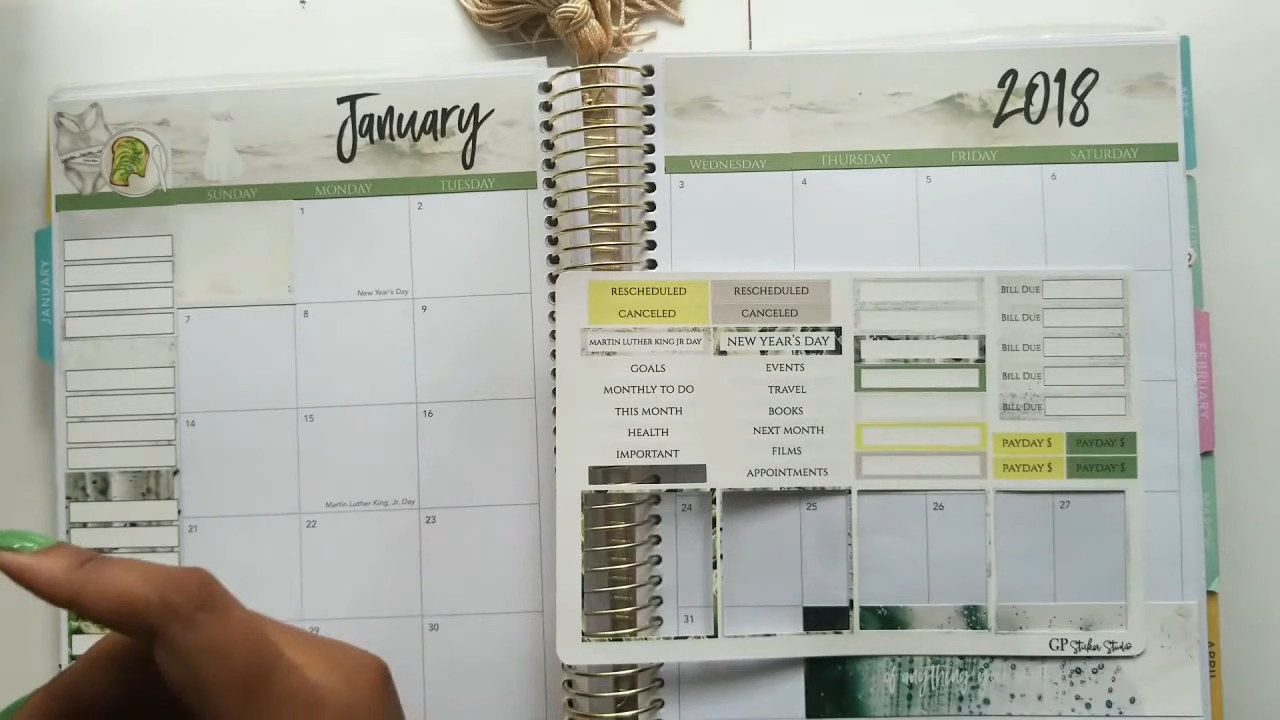 January
2018
SUNDAY MONDAY TUESDAY
WEDNESDAY THURSDAY FRIDAY SATURDAY
1 2
3 4 5 6
New Year's Day
7 8 9
14 15 16
Martin Luther King, Jr. Day
21 22 23
29 30
JANUARY
RESCHEDULED
CANCELED
RESCHEDULED
CANCELED
MARTIN LUTHER KING JR DAY
NEW YEAR'S DAY
GOALS
MONTHLY TO DO
THIS MONTH
HEALTH
IMPORTANT
EVENTS
TRAVEL
BOOKS
NEXT MONTH
FILMS
APPOINTMENTS
BILL DUE
BILL DUE
BILL DUE
BILL DUE
BILL DUE
PAYDAY $ PAYDAY $
PAYDAY $ PAYDAY $
24 25 26 27
31
GP Sticker Studio
of anything
FEBRUARY
APRIL